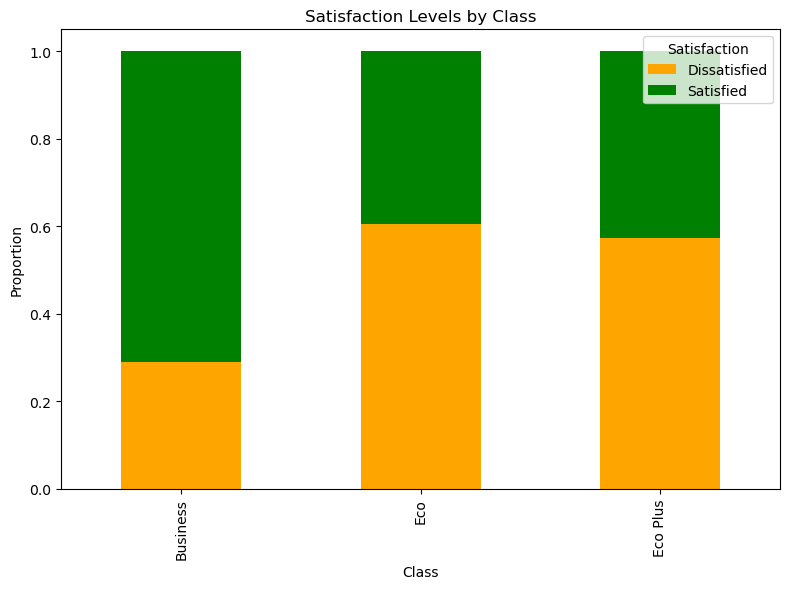 Satisfaction Levels by Class
Satisfaction
Dissatisfied
Satisfied
Proportion
1.0
0.8
0.6
0.4
0.2
0.0
Business
Eco
Eco Plus
Class